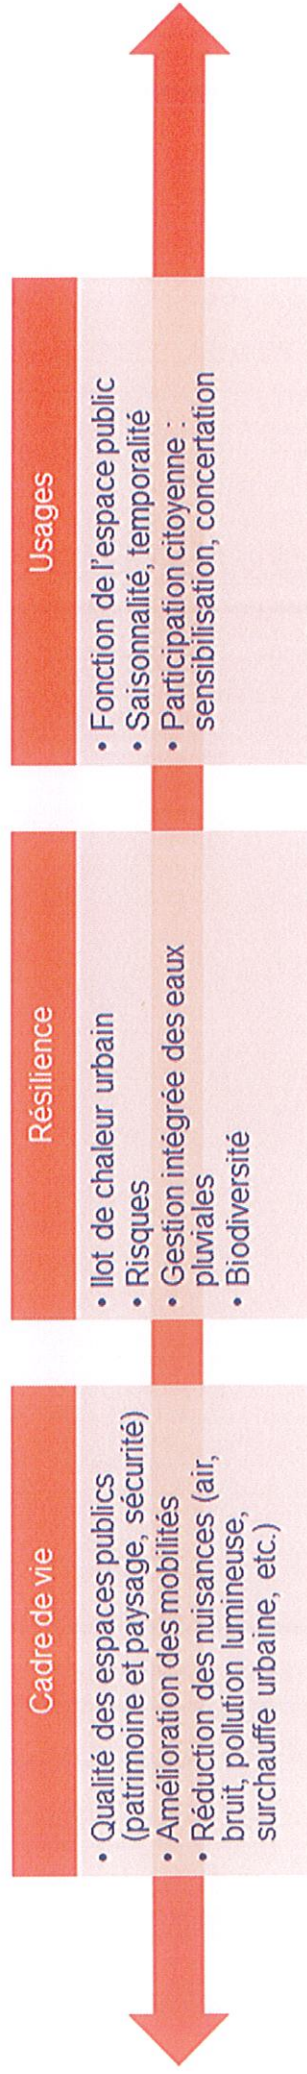 Cadre de vie
• Qualité des espaces publics
(patrimoine et paysage, sécurité)
• Amélioration des mobilités
• Réduction des nuisances (air,
bruit, pollution lumineuse,
surchauffe urbaine, etc.)
Résilience
• Ilot de chaleur urbain
• Risques
• Gestion intégrée des eaux
pluviales
• Biodiversité
Usages
• Fonction de l'espace public
• Saisonnalité, temporalité
• Participation citoyenne :
sensibilisation, concertation